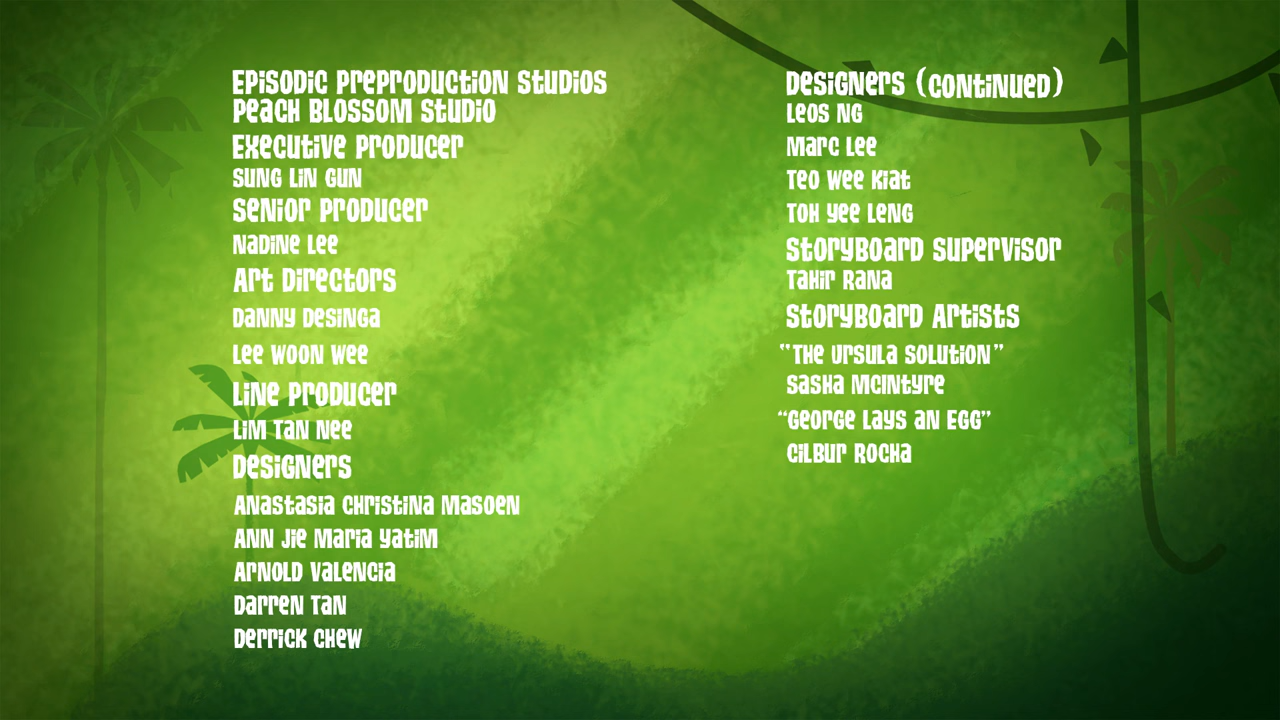 Episodic Preproduction Studios
Peach Blossom Studio
Executive Producer
Sung Lin Gun
Senior Producer
Nadine Lee
Art Directors
Danny Desinga
Lee Woon Wee
Line Producer
Lim Tan Nee
Designers
Anastasia Christina Masoen
Ann Jie Maria Yatim
Arnold Valencia
Darren Tan
Derrick Chew
Designers (continued)
Leos Ng
Marc Lee
Teo Wee Kiat
Toh Yee Leng
Storyboard Supervisor
Tahir Rana
Storyboard Artists
"The Ursula Solution"
Sasha McIntyre
“George Lays an Egg”
Cilbur Rocha